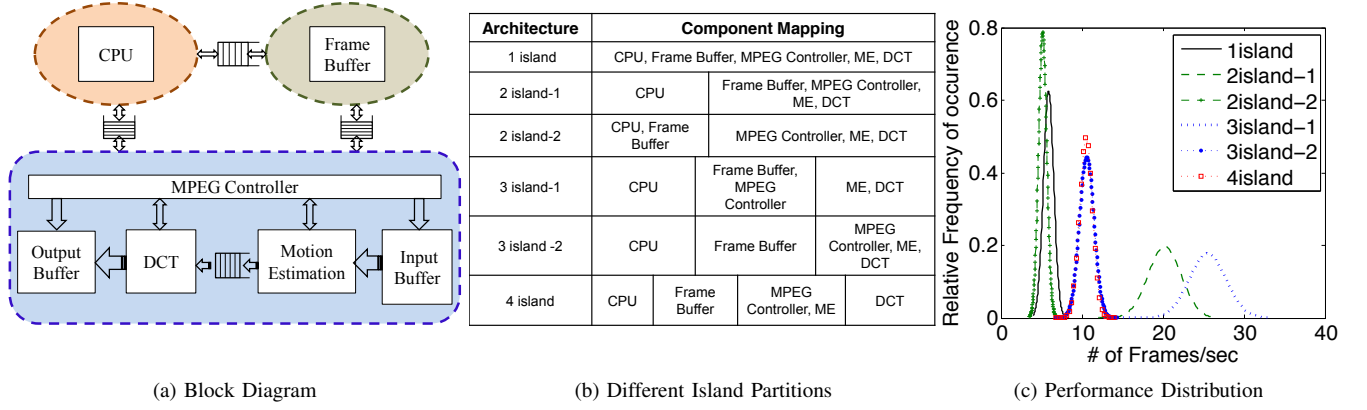 CPU
Frame
Buffer
MPEG Controller
Output
Buffer
DCT
Motion
Estimation
Input
Buffer
(a) Block Diagram
Architecture Component Mapping
1 island CPU, Frame Buffer, MPEG Controller, ME, DCT
2 island-1 CPU Frame Buffer, MPEG Controller,
ME, DCT
2 island-2 CPU, Frame
Buffer MPEG Controller, ME, DCT
3 island-1 CPU Frame Buffer,
MPEG
Controller ME, DCT
3 island -2 CPU Frame Buffer MPEG
Controller, ME,
DCT
4 island CPU Frame
Buffer MPEG
Controller, ME DCT
(b) Different Island Partitions
Relative Frequency of occurence
0.8
0.6
0.4
0.2
0
0 10 20 30 40
# of Frames/sec
1island
2island-1
2island-2
3island-1
3island-2
4island
(c) Performance Distribution